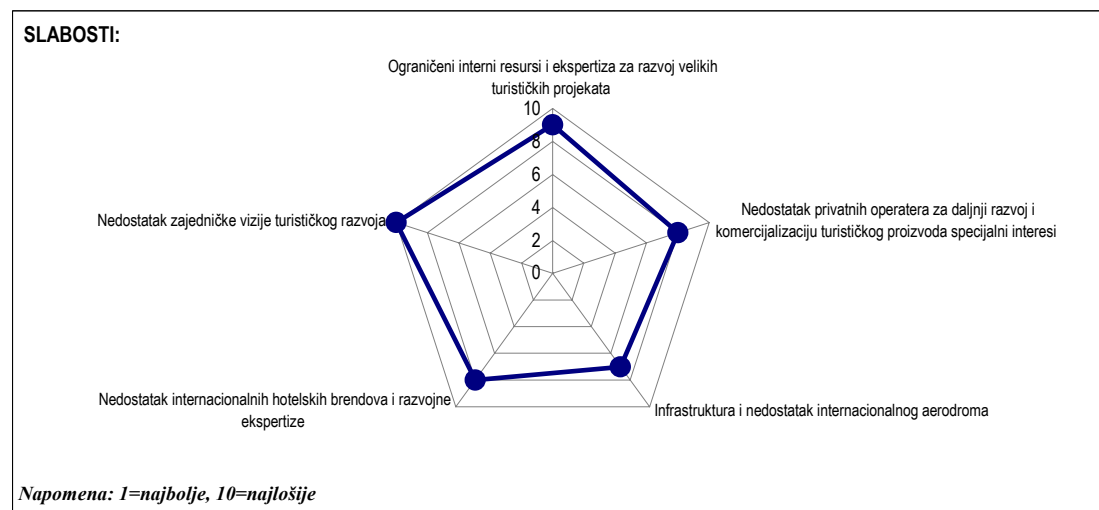 SLABOSTI:
Ograničeni interni resursi i ekspertiza za razvoj velikih
turističkih projekata
10
8
6
4
2
0
Nedostatak privatnih operatera za daljnji razvoj i
komercijalizaciju turističkog proizvoda specijalni interesi
Nedostatak zajedničke vizije turističkog razvoja
Nedostatak internacionalnih hotelskih brendova i razvojne
ekspertize
Infrastruktura i nedostatak internacionalnog aerodroma
Napomena: 1=najbolje, 10=najlošije